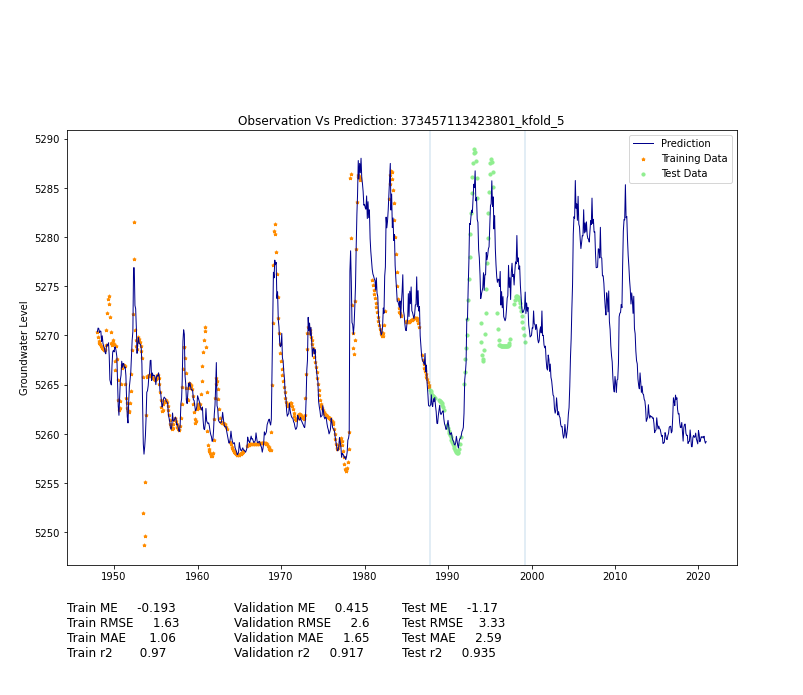 Observation Vs Prediction: 373457113423801_kfold_5
Prediction
Training Data
Test Data
Groundwater Level
5290
5285
5280
5275
5270
5265
5260
5255
5250
1950 1960 1970 1980 1990 2000 2010 2020
Train ME -0.193 Validation ME 0.415 Test ME -1.17
Train RMSE 1.63 Validation RMSE 2.6 Test RMSE 3.33
Train MAE 1.06 Validation MAE 1.65 Test MAE 2.59
Train r2 0.97 Validation r2 0.917 Test r2 0.935